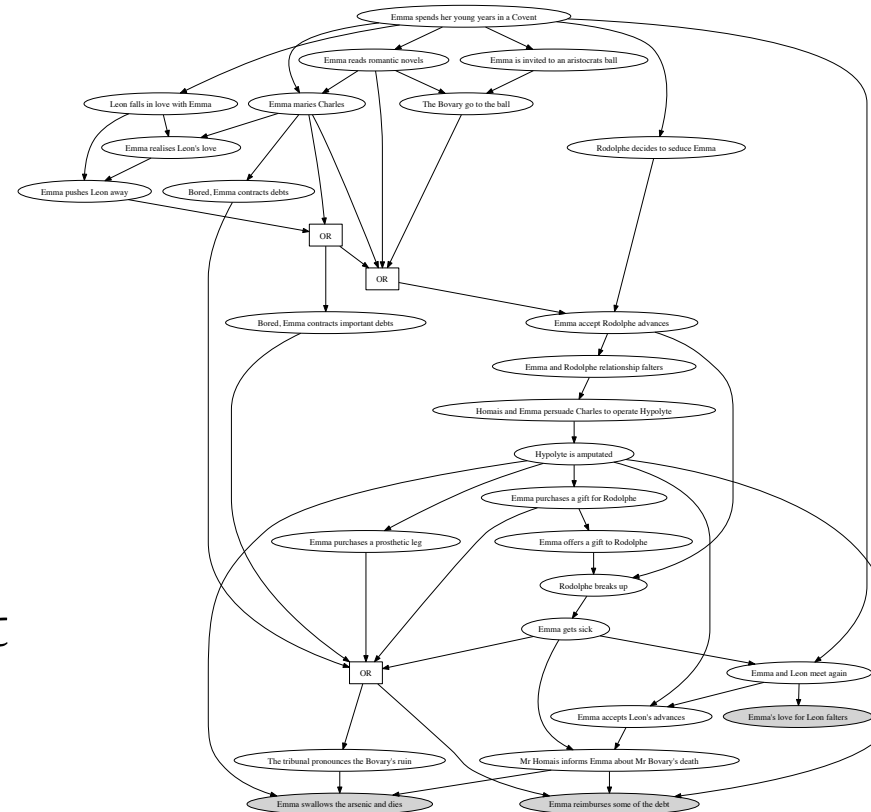 Emma spends her young years in a Covent
Emma reads romantic novels
Emma is invited to an aristocrats ball
Leon falls in love with Emma
Emma maries Charles
The Bovary go to the ball
Emma realises Leon's love
Rodolphe decides to seduce Emma
Emma pushes Leon away
Bored, Emma contracts debts
OR
OR
Bored, Emma contracts important debts
Emma accept Rodolphe advances
Emma and Rodolphe relationship falters
Homais and Emma persuade Charles to operate Hypolyte
Hypolyte is amputated
Emma purchases a gift for Rodolphe
Emma purchases a prosthetic leg
Emma offers a gift to Rodolphe
Rodolphe breaks up
Emma gets sick
OR
Emma and Leon meet again
Emma accepts Leon's advances
Emma's love for Leon falters
The tribunal pronounces the Bovary's ruin
Mr Homais informs Emma about Mr Bovary's death
Emma swallows the arsenic and dies
Emma reimburses some of the debt